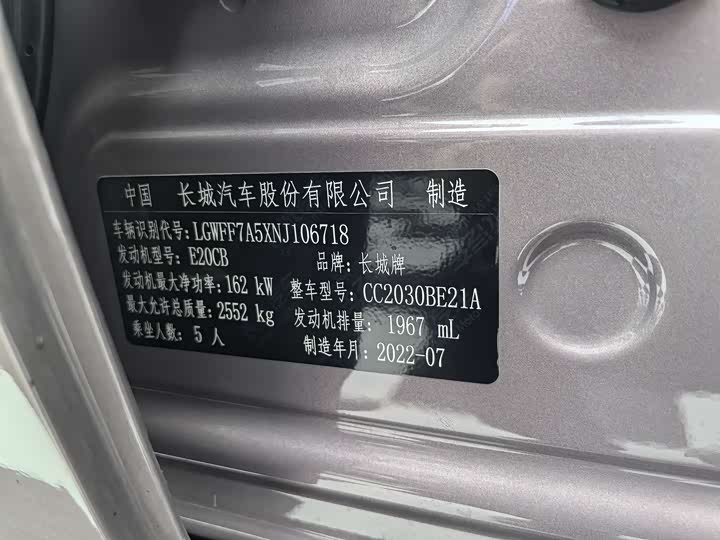 中国 长城汽车股份有限公司 制造
车辆识别代号: LGWFF7A5XNJ106718
发动机型号: E20CB 品牌: 长城牌
发动机最大净功率: 162 kW 整车型号: CC2030BE21A
最大允许总质量: 2552 kg 发动机排量: 1967 mL
乘坐人数: 5 人 制造年月: 2022-07